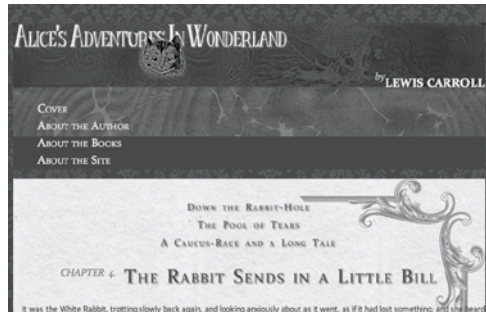 Alice's Adventures In Wonderland
by LEWIS CARROLL
Cover
About the Author
About the Books
About the Site
Down the Rabbit-Hole
The Pool of Tears
A Caucus-Race and a Long Tale
CHAPTER 4 The Rabbit Sends in a Little Bill
It was the White Rabbit, trotting slowly back again, and looking anxiously about as it went, as if it had lost something; and she heard